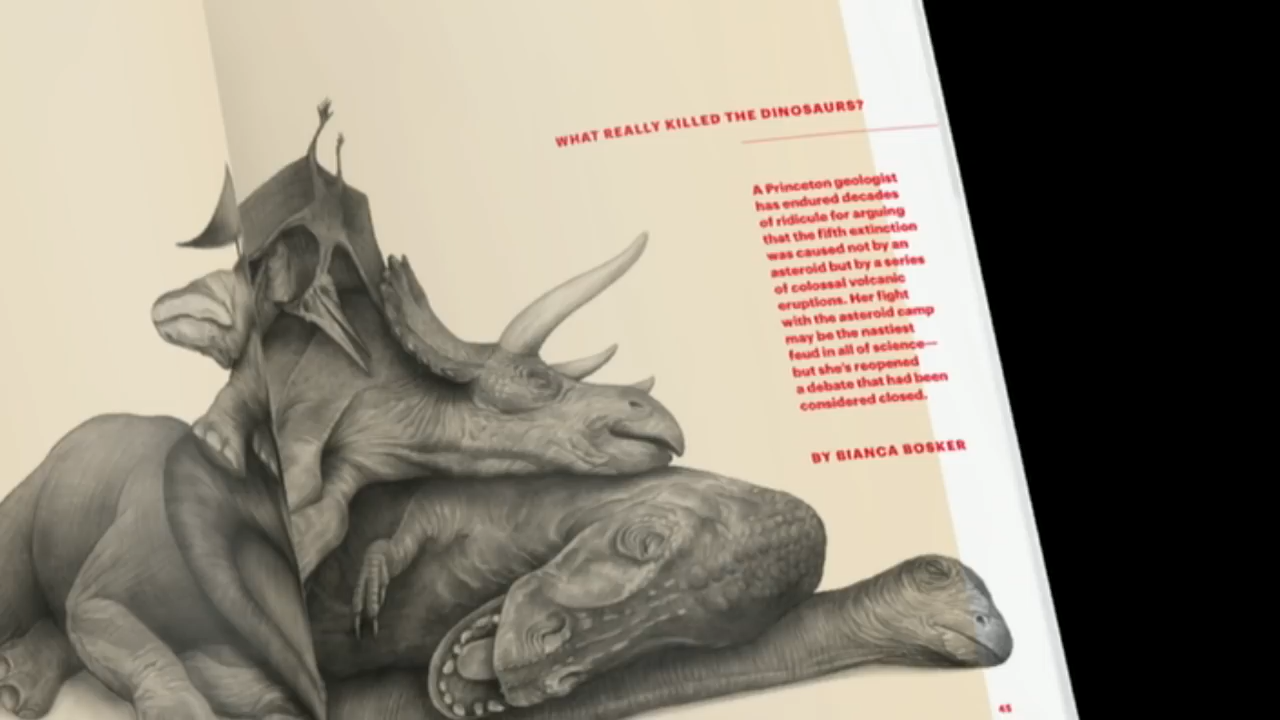 WHAT REALLY KILLED THE DINOSAURS?
A Princeton geologist
has endured decades
of ridicule for arguing
that the fifth extinction
was caused not by an
asteroid but by a series
of colossal volcanic
eruptions. Her fight
with the asteroid camp
may be the nastiest
feud in all of science—
but she's reopened
a debate that had been
considered closed.
BY BIANCA BOSKER
45